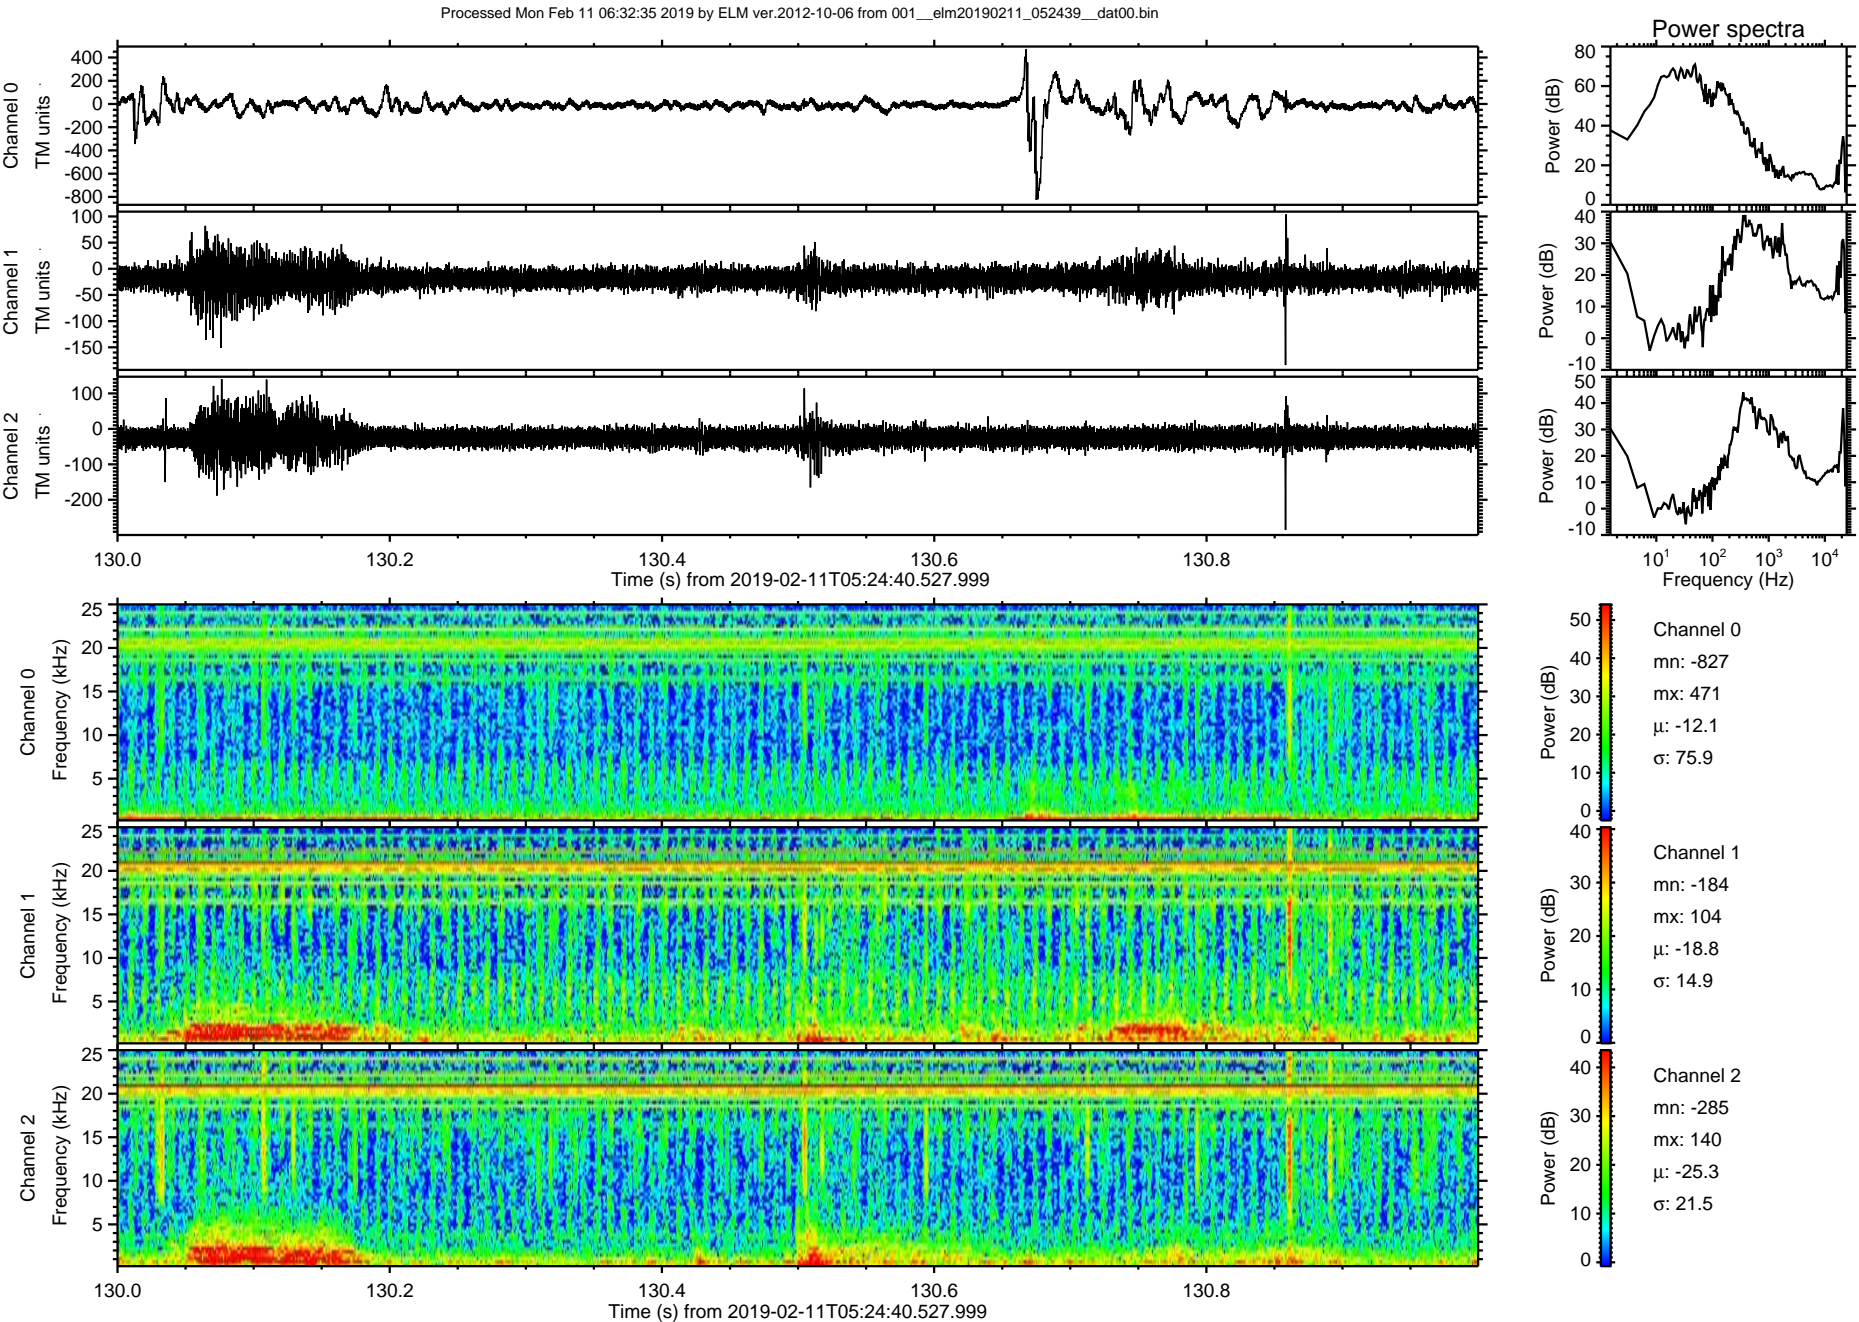 Processed Mon Feb 11 06:32:35 2019 by ELM ver.2012-10-06 from 001__elm20190211_052439__dat00.bin
Power spectra
Channel 0
TM units
400
200
0
-200
-400
-600
-800
Power (dB)
80
60
40
20
0
Channel 1
TM units
100
50
0
-50
-100
-150
Power (dB)
40
30
20
10
0
-10
Channel 2
TM units
100
0
-100
-200
Power (dB)
50
40
30
20
10
0
-10
130.0 130.2 130.4 130.6 130.8
Time (s) from 2019-02-11T05:24:40.527.999
10^1 10^2 10^3 10^4
Frequency (Hz)
Channel 0
Frequency (kHz)
25
20
15
10
5
Power (dB)
50
40
30
20
10
0
Channel 0
mn: -827
mx: 471
µ: -12.1
σ: 75.9
Channel 1
Frequency (kHz)
25
20
15
10
5
Power (dB)
40
30
20
10
0
Channel 1
mn: -184
mx: 104
µ: -18.8
σ: 14.9
Channel 2
Frequency (kHz)
25
20
15
10
5
Power (dB)
40
30
20
10
0
Channel 2
mn: -285
mx: 140
µ: -25.3
σ: 21.5
130.0 130.2 130.4 130.6 130.8
Time (s) from 2019-02-11T05:24:40.527.999